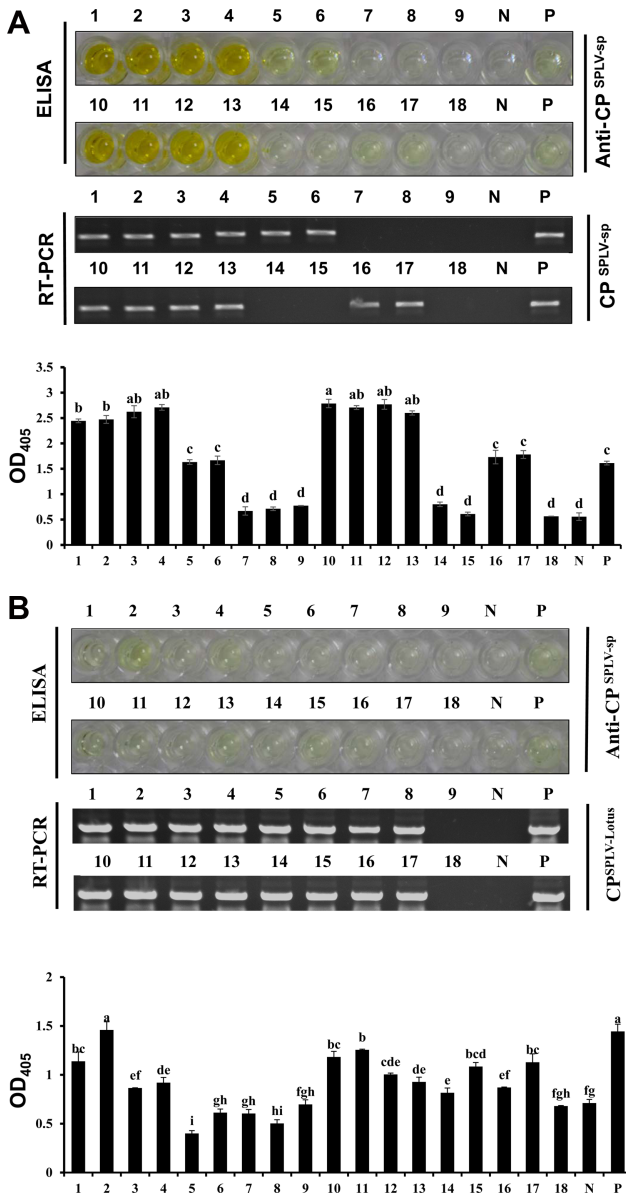 A
1 2 3 4 5 6 7 8 9 N P
ELISA
10 11 12 13 14 15 16 17 18 N P
Anti-CP SPLV-sp
1 2 3 4 5 6 7 8 9 N P
RT-PCR
10 11 12 13 14 15 16 17 18 N P
CP SPLV-sp
OD405
3.5
3
2.5
2
1.5
1
0.5
0
b b ab ab c c d d d a ab ab ab d d c c d d c
1 2 3 4 5 6 7 8 9 10 11 12 13 14 15 16 17 18 N P
B
1 2 3 4 5 6 7 8 9 N P
ELISA
10 11 12 13 14 15 16 17 18 N P
Anti-CP SPLV-sp
1 2 3 4 5 6 7 8 9 N P
RT-PCR
10 11 12 13 14 15 16 17 18 N P
CPSPLV-Lotus
OD405
2
1.5
1
0.5
0
bc a ef de i gh gh hi fgh bc b cde de e bcd ef bc fgh fg a
1 2 3 4 5 6 7 8 9 10 11 12 13 14 15 16 17 18 N P